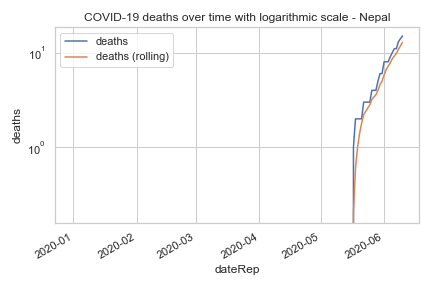 COVID-19 deaths over time with logarithmic scale - Nepal
deaths
deaths (rolling)
10¹
10⁰
deaths
2020-01
2020-02
2020-03
2020-04
2020-05
2020-06
dateRep